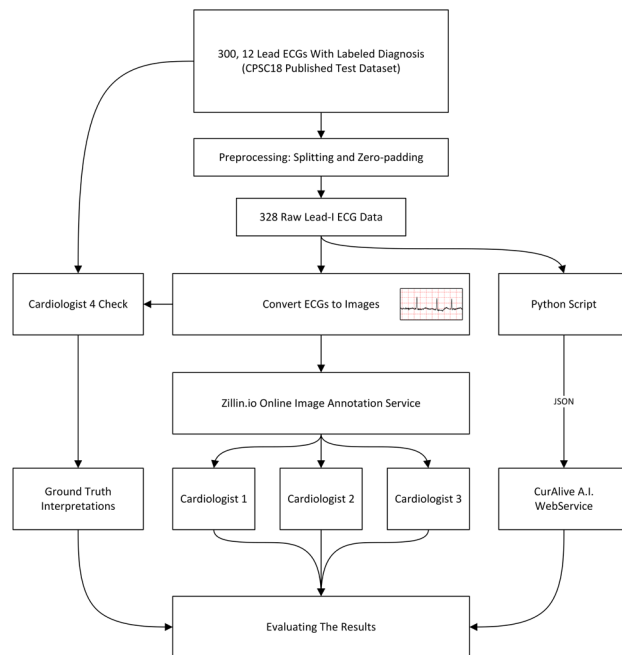 300, 12 Lead ECGs With Labeled Diagnosis
(CPSC18 Published Test Dataset)
Preprocessing: Splitting and Zero-padding
328 Raw Lead-I ECG Data
Cardiologist 4 Check
Convert ECGs to Images
Python Script
Zillin.io Online Image Annotation Service
JSON
Ground Truth
Interpretations
Cardiologist 1
Cardiologist 2
Cardiologist 3
CurAlive A.I.
WebService
Evaluating The Results